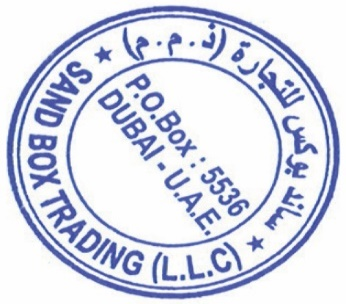 ساند بوكس للتجارة (ذ.م.م)
P.O.Box : 5536
DUBAI - U.A.E.
★ SAND BOX TRADING (L.L.C) ★